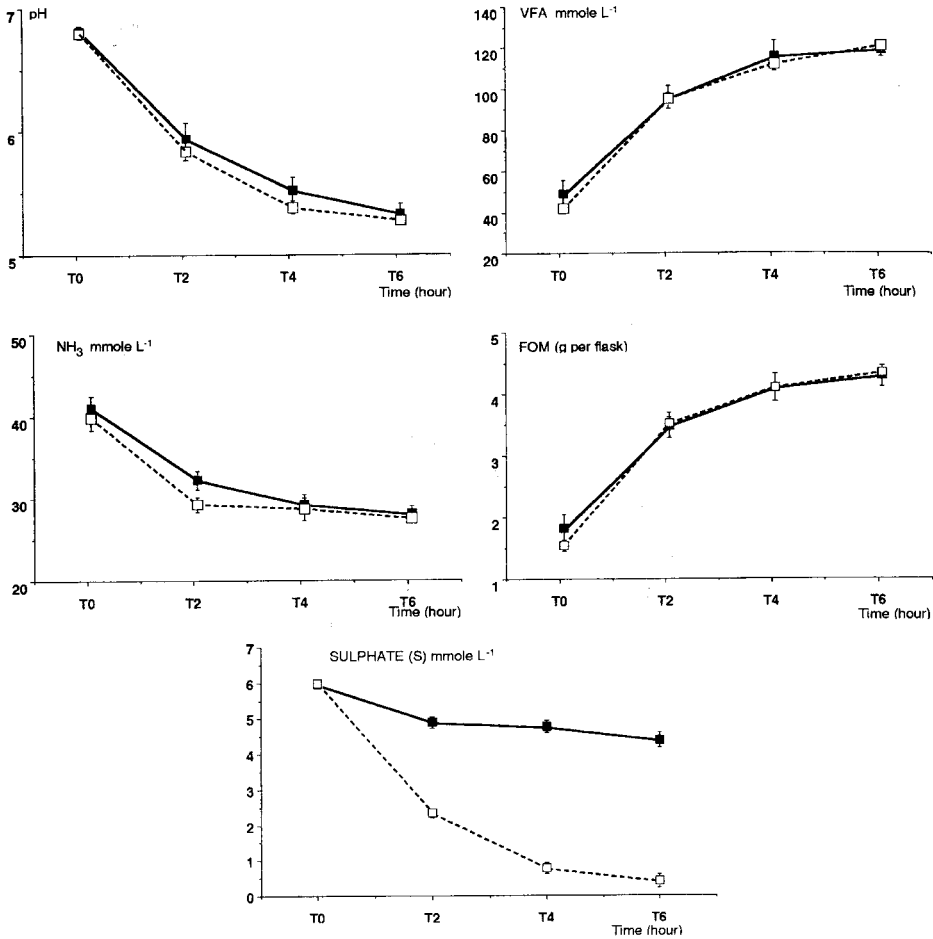 pH
7
6
5
T0 T2 T4 T6
Time (hour)
VFA mmole L⁻¹
140
120
100
80
60
40
20
T0 T2 T4 T6
Time (hour)
NH₃ mmole L⁻¹
50
40
30
20
T0 T2 T4 T6
Time (hour)
FOM (g per flask)
5
4
3
2
1
T0 T2 T4 T6
Time (hour)
SULPHATE (S) mmole L⁻¹
7
6
5
4
3
2
1
0
T0 T2 T4 T6
Time (hour)